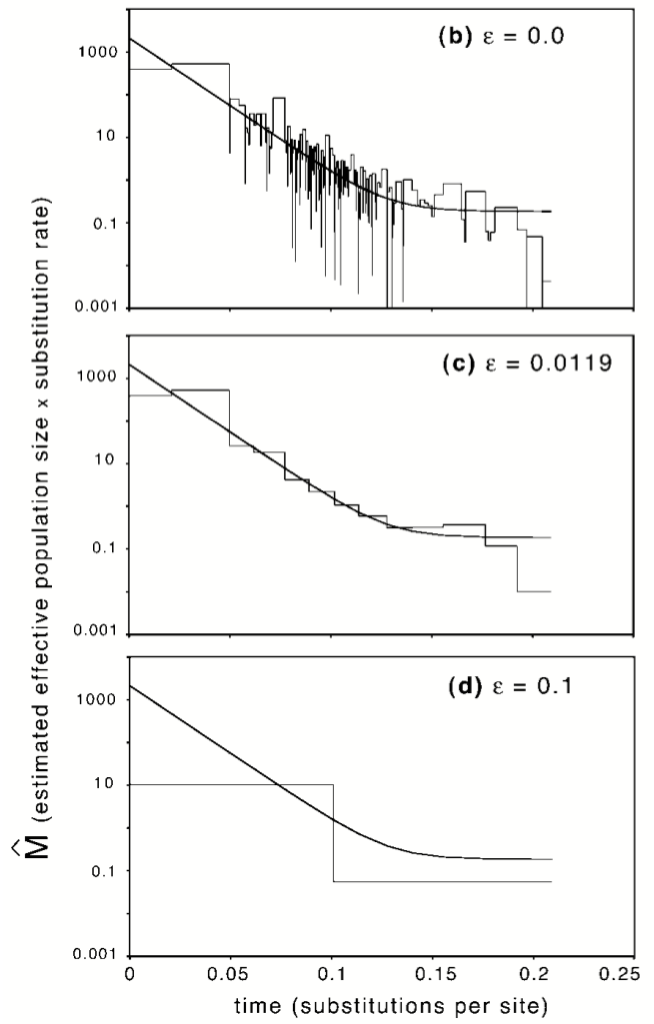 (b) ε = 0.0
1000
10
0.1
0.001
(c) ε = 0.0119
1000
10
0.1
0.001
(d) ε = 0.1
1000
10
0.1
0.001
0 0.05 0.1 0.15 0.2 0.25
time (substitutions per site)
M̂ (estimated effective population size x substitution rate)